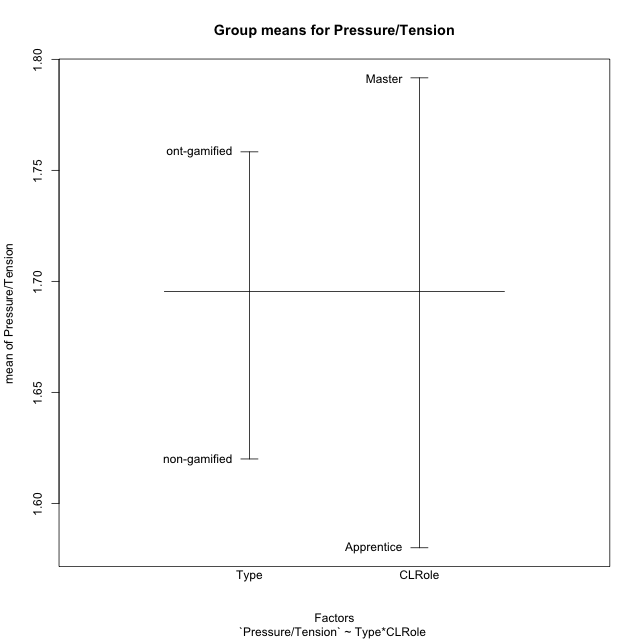 Group means for Pressure/Tension
mean of Pressure/Tension
1.80
1.75
1.70
1.65
1.60
Master
ont-gamified
non-gamified
Apprentice
Type CLRole
Factors
`Pressure/Tension` ~ Type*CLRole